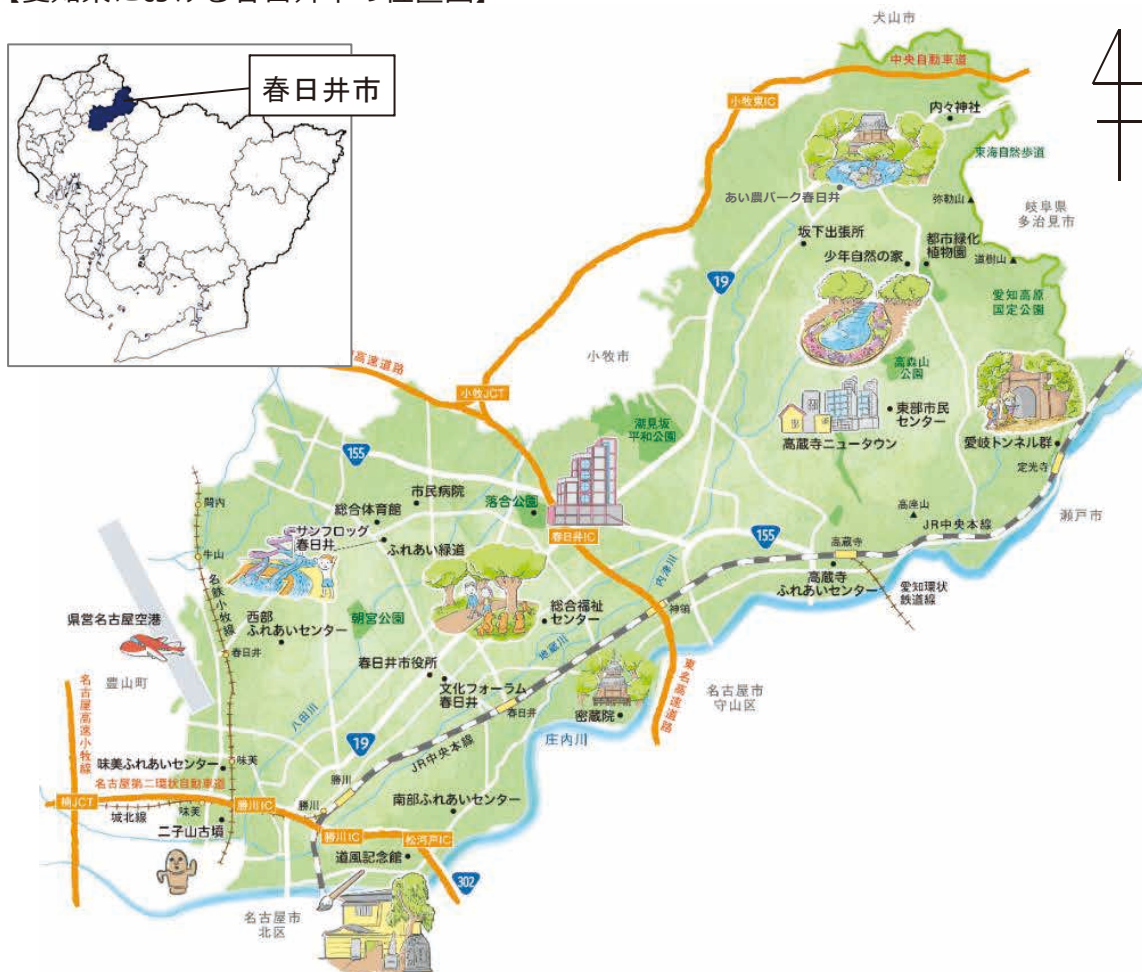 春日井市
犬山市
中央自動車道
小牧東IC
内々神社
東海自然歩道
あい農パーク春日井
弥勒山
岐阜県
多治見市
坂下出張所
都市緑化
植物園
少年自然の家
道樹山
19
愛知高原
国定公園
小牧市
高速道路
小牧JCT
高森山
公園
潮見坂
平和公園
東部市民
センター
高蔵寺ニュータウン
愛岐トンネル群
定光寺
155
市民病院
落合公園
総合体育館
間内
サンフロッグ
春日井
ふれあい緑道
春日井IC
高座山
JR中央本線
瀬戸市
155
高蔵寺
牛山
内津川
高蔵寺
ふれあいセンター
愛知環状
鉄道線
名鉄小牧線
県営名古屋空港
西部
ふれあいセンター
朝宮公園
総合福祉
センター
神領
地蔵川
春日井
豊山町
春日井市役所
文化フォーラム
春日井
春日井
密蔵院
東名高速道路
名古屋市
守山区
名古屋高速小牧線
八田川
19
JR中央本線
庄内川
味美ふれあいセンター
味美
名古屋第二環状自動車道
勝川
楠JCT
城北線
味美
勝川IC
勝川
南部ふれあいセンター
二子山古墳
勝川IC
松河戸IC
道風記念館
302
名古屋市
北区